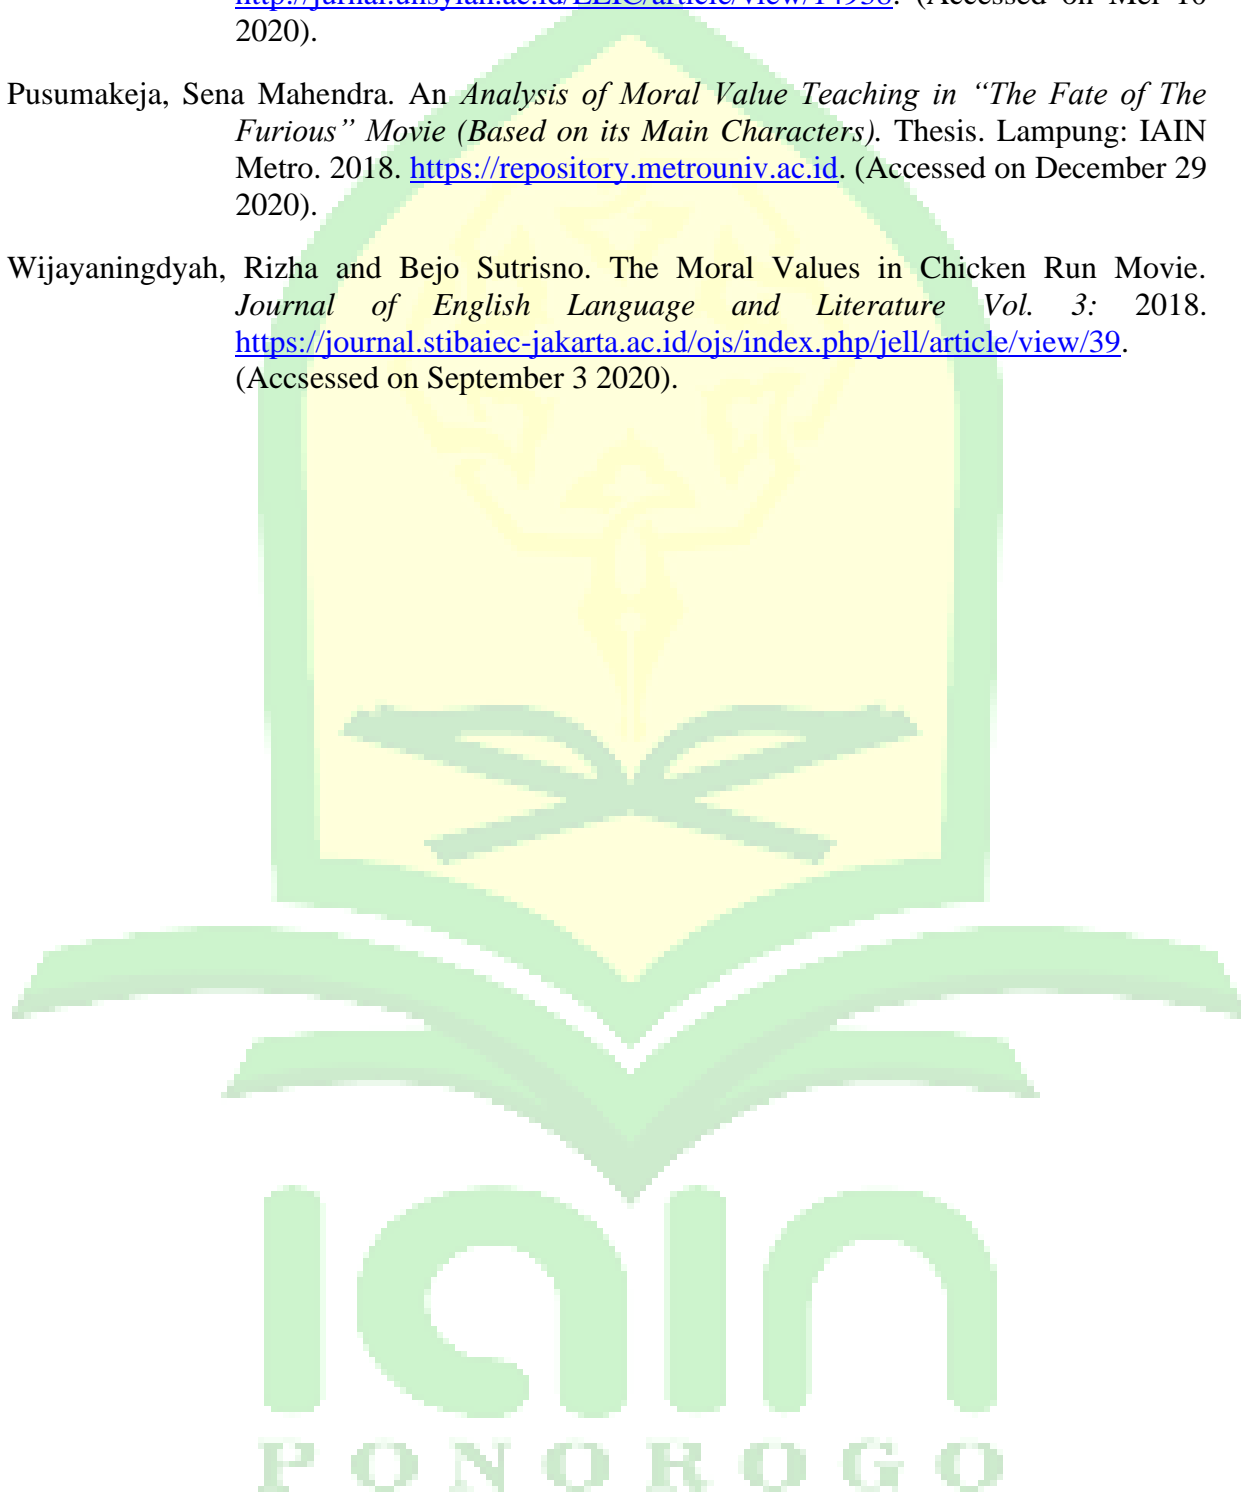 (Accessed on
2020).
Pusumakeja, Sena Mahendra. An Analysis of Moral Value Teaching in “The Fate of The
Furious” Movie (Based on its Main Characters). Thesis. Lampung: IAIN
Metro. 2018. https://repository.metrouniv.ac.id. (Accessed on December 29
2020).
Wijayaningdyah, Rizha and Bejo Sutrisno. The Moral Values in Chicken Run Movie.
Journal of English Language and Literature Vol. 3: 2018.
https://journal.stibaiec-jakarta.ac.id/ojs/index.php/jell/article/view/39.
(Accsessed on September 3 2020).
iain
PONOROGO